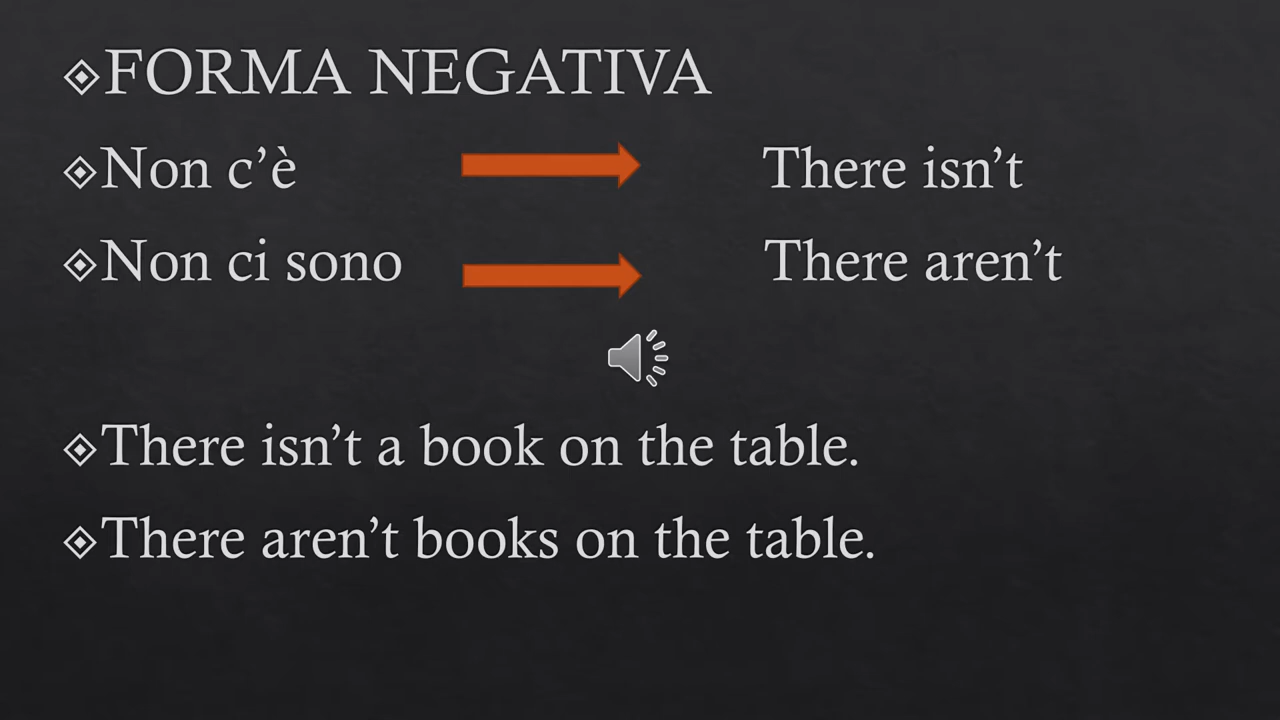 FORMA NEGATIVA
Non c’è There isn’t
Non ci sono There aren’t
There isn’t a book on the table.
There aren’t books on the table.